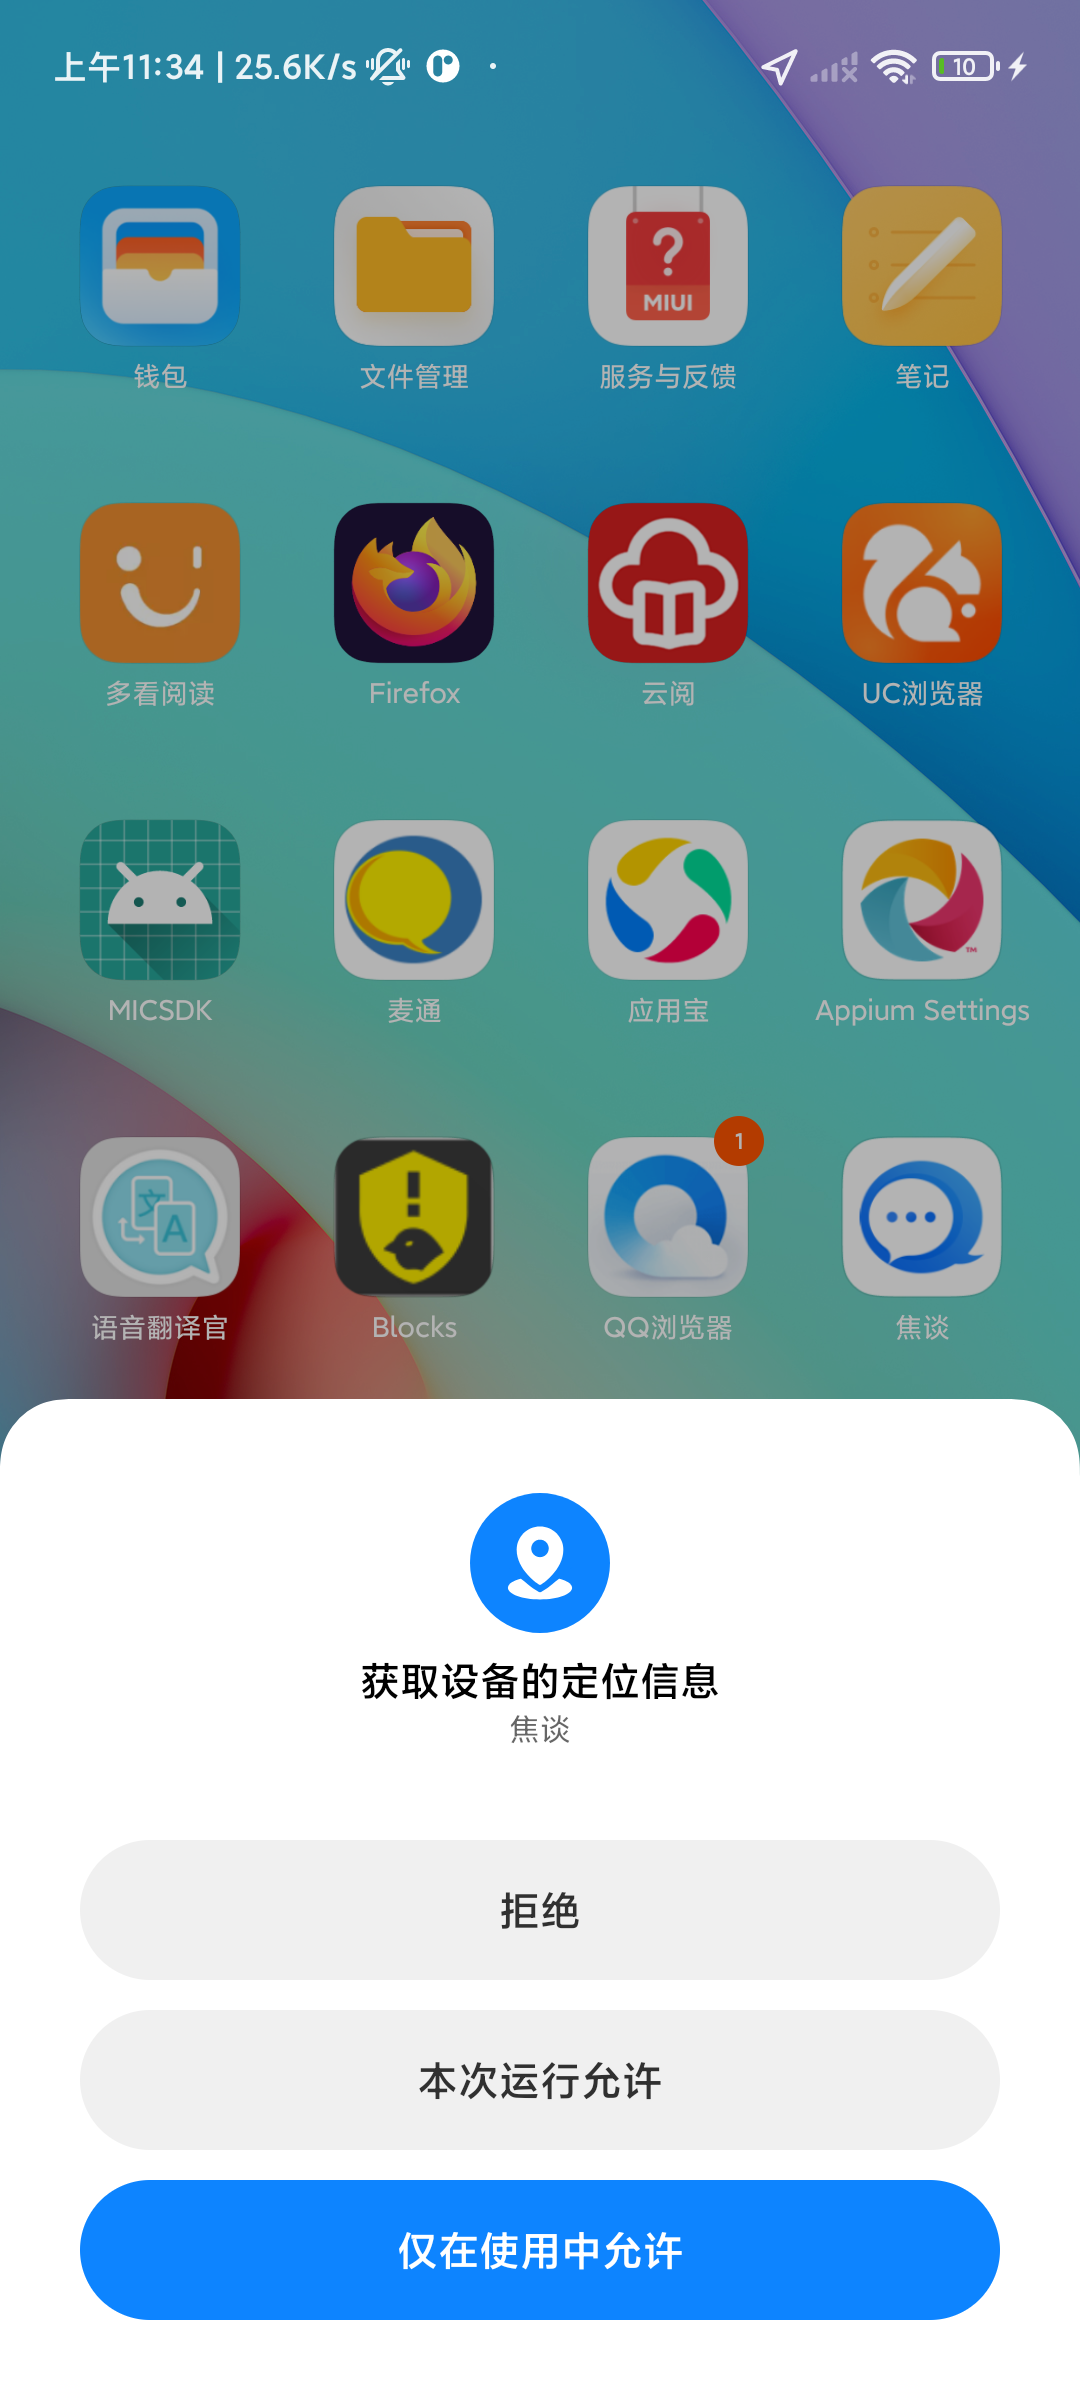 上午11:34 | 25.6K/s
10
MIUI
钱包
文件管理
服务与反馈
笔记
多看阅读
Firefox
云阅
UC浏览器
TM
MICSDK
麦通
应用宝
Appium Settings
1
文
A
语音翻译官
Blocks
QQ浏览器
焦谈
获取设备的定位信息
焦谈
拒绝
本次运行允许
仅在使用中允许